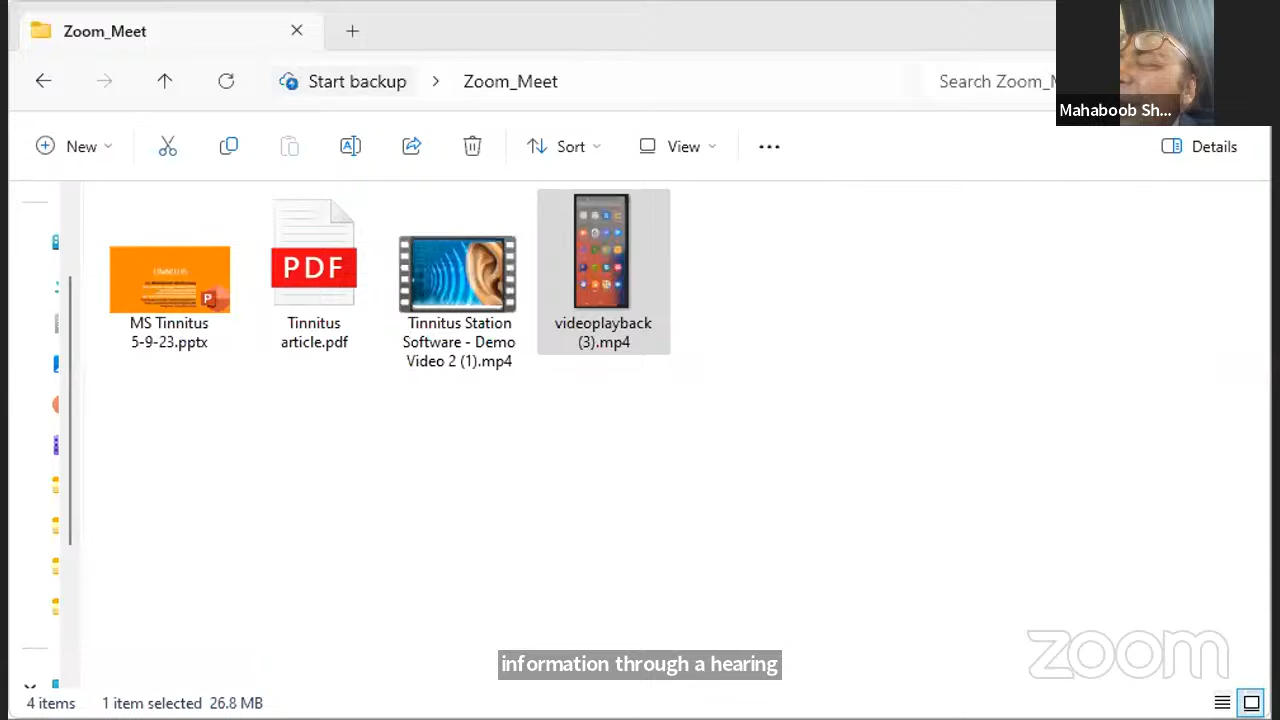 Zoom_Meet
Start backup
Zoom_Meet
Mahaboob Sh...
New
Sort
View
Details
PDF
P
MS Tinnitus
5-9-23.pptx
Tinnitus
article.pdf
Tinnitus Station
Software - Demo
Video 2 (1).mp4
videoplayback
(3).mp4
information through a hearing
zoom
4 items
1 item selected 26.8 MB